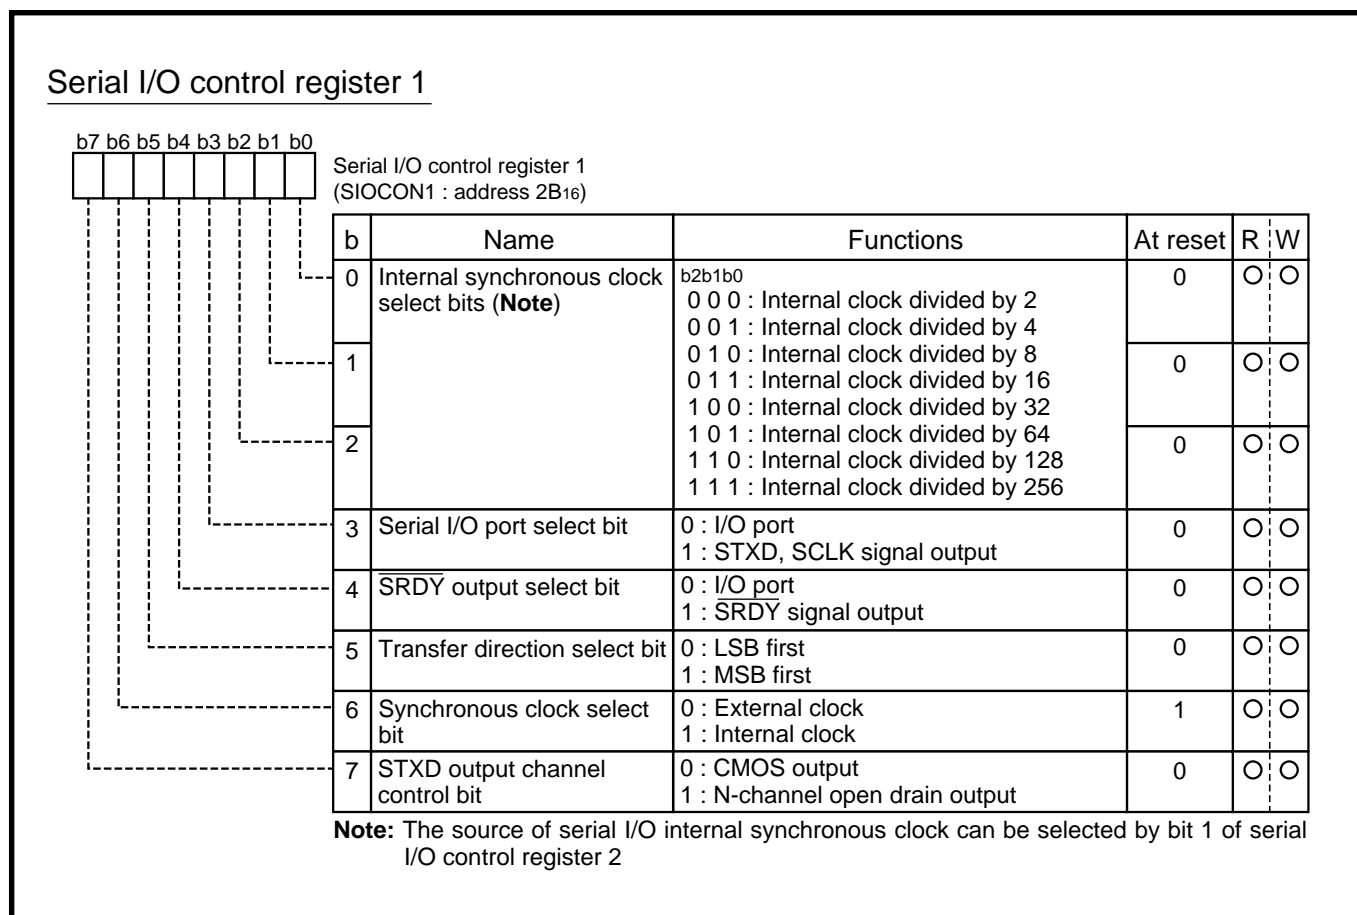 Serial I/O control register 1
b7 b6 b5 b4 b3 b2 b1 b0
Serial I/O control register 1
(SIOCON1 : address 2B16)
b Name Functions At reset R W
0 Internal synchronous clock select bits (Note) 0
b2b1b0
0 0 0 : Internal clock divided by 2
0 0 1 : Internal clock divided by 4
0 1 0 : Internal clock divided by 8
1 0
0 1 1 : Internal clock divided by 16
1 0 0 : Internal clock divided by 32
1 0 1 : Internal clock divided by 64
2 0
1 1 0 : Internal clock divided by 128
1 1 1 : Internal clock divided by 256
3 Serial I/O port select bit 0 : I/O port 0
1 : STXD, SCLK signal output
4 SRDY output select bit 0 : I/O port 0
1 : SRDY signal output
5 Transfer direction select bit 0 : LSB first 0
1 : MSB first
6 Synchronous clock select 0 : External clock 1
bit 1 : Internal clock
7 STXD output channel 0 : CMOS output 0
control bit 1 : N-channel open drain output
Note: The source of serial I/O internal synchronous clock can be selected by bit 1 of serial
I/O control register 2